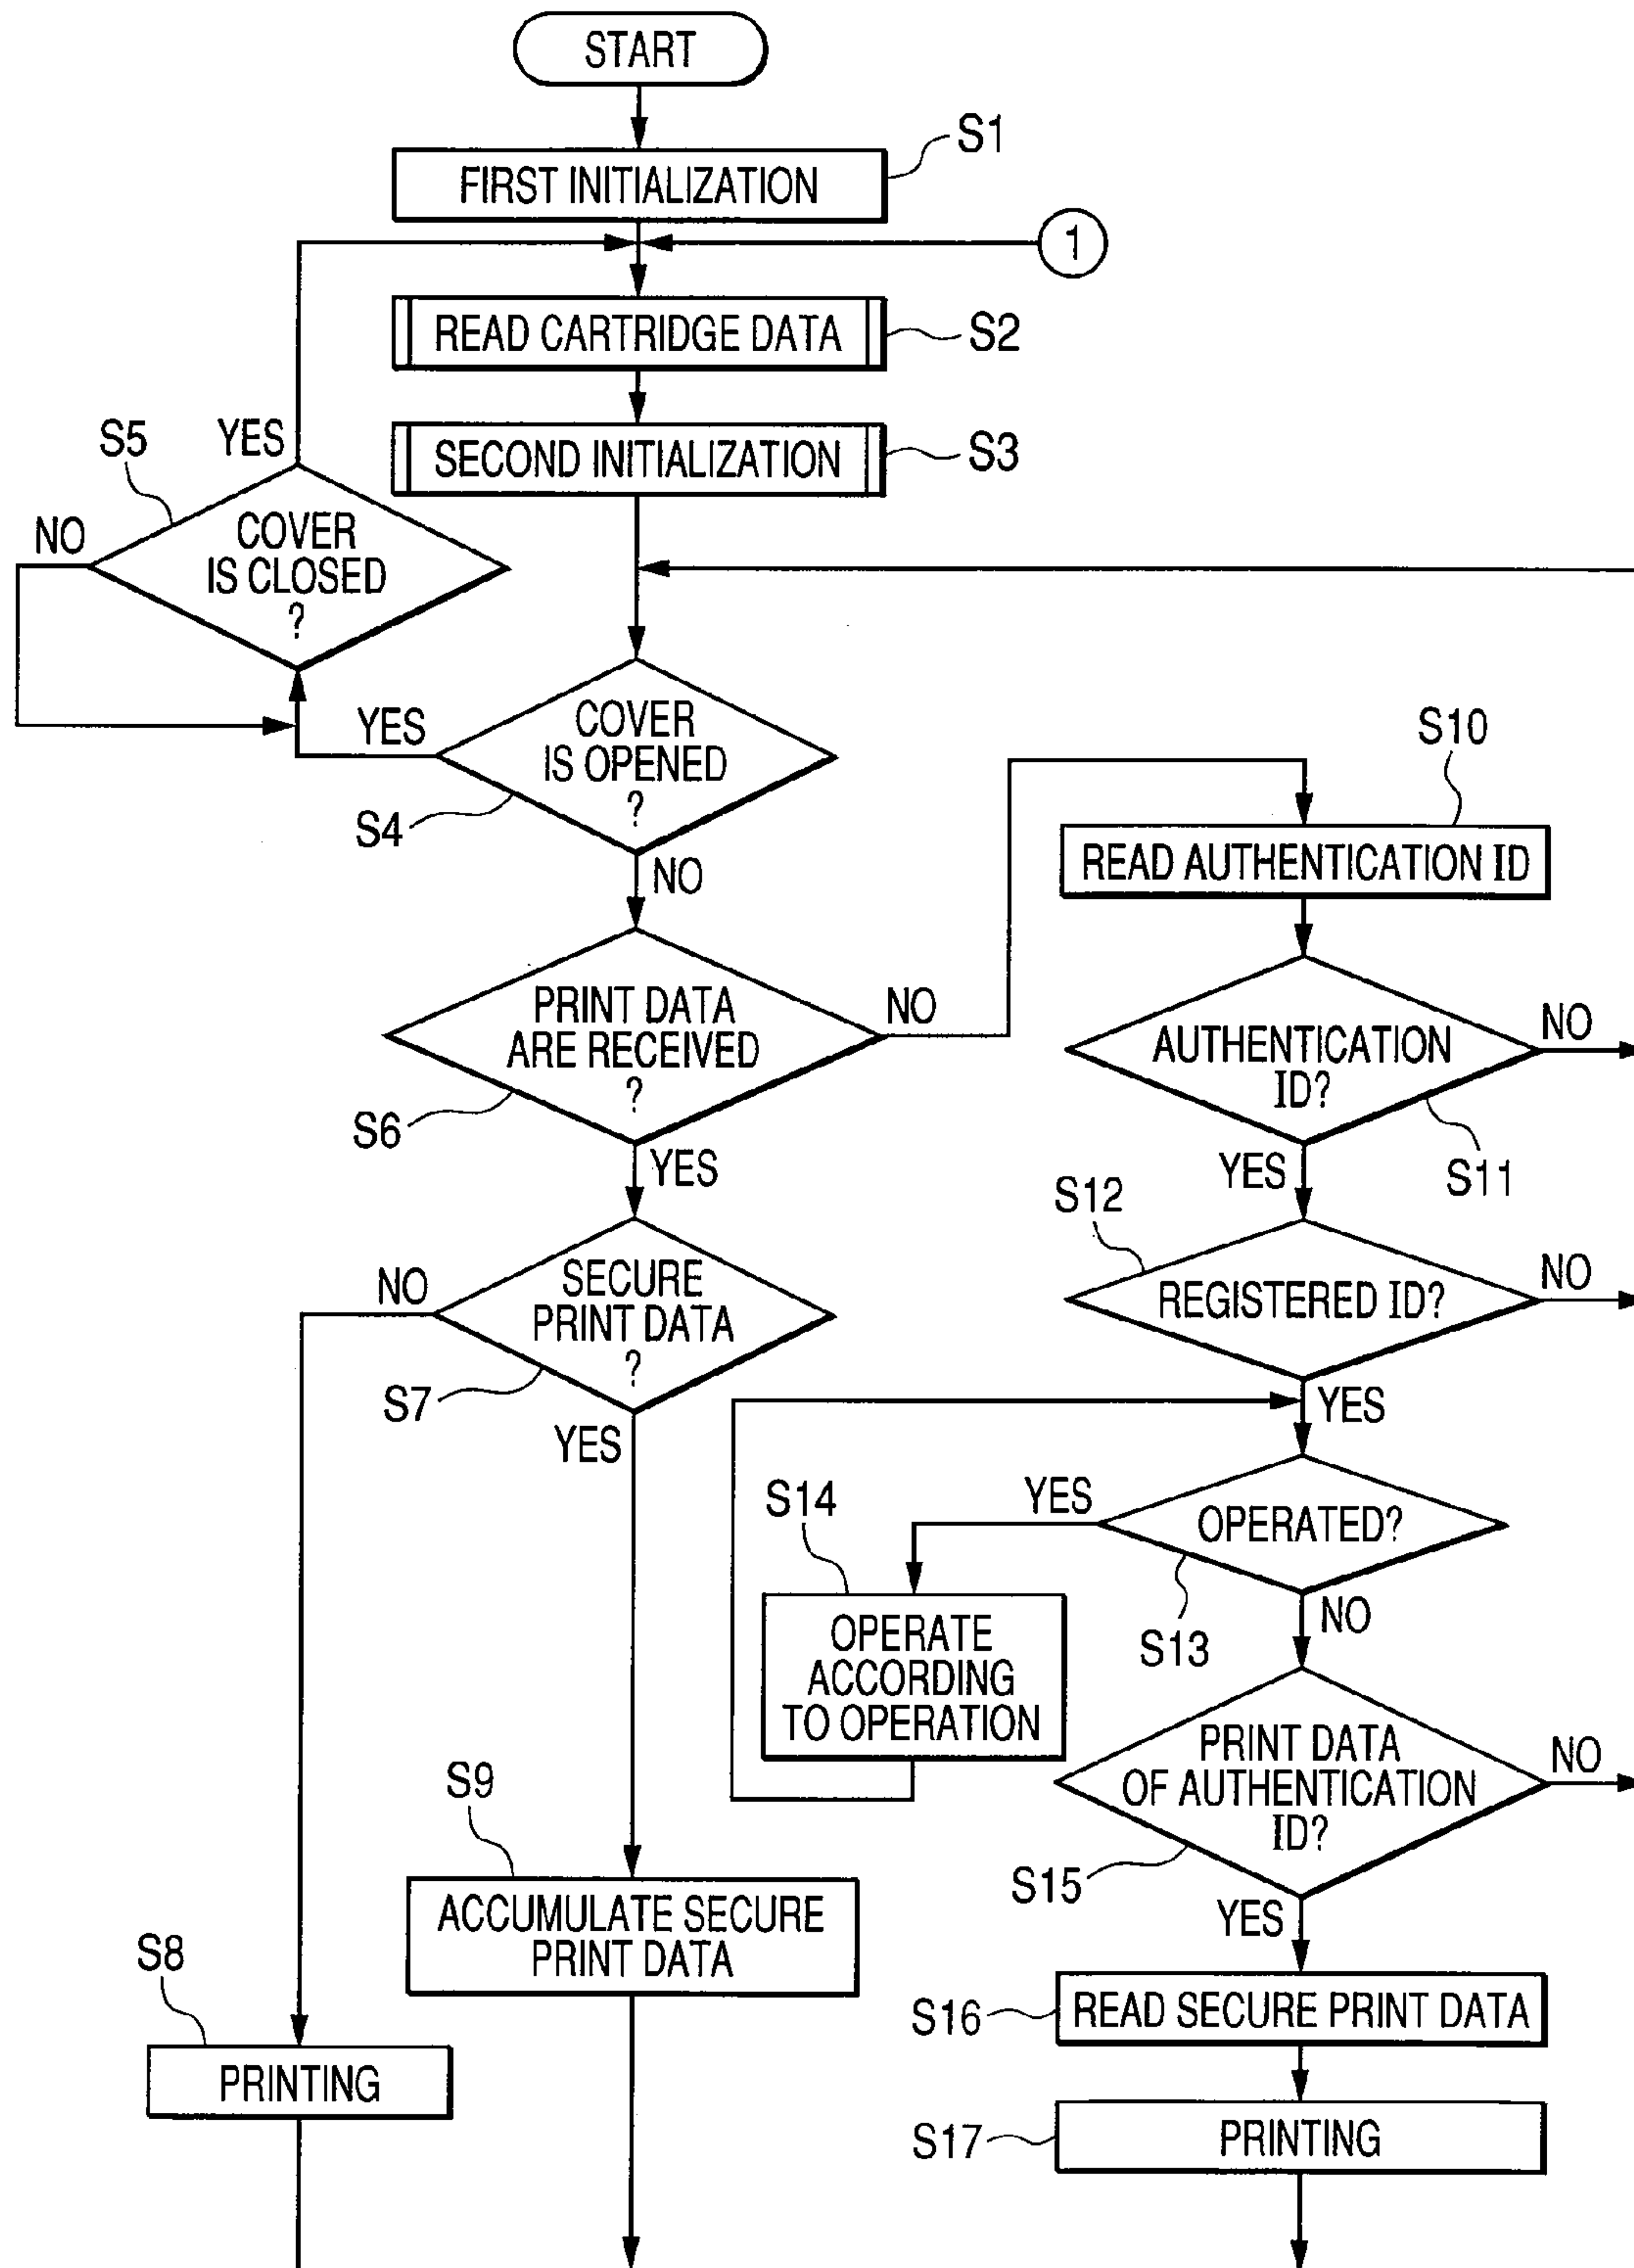 START
S1
FIRST INITIALIZATION
1
READ CARTRIDGE DATA
S2
S5
YES
SECOND INITIALIZATION
S3
NO
COVER
IS CLOSED
?
YES
COVER
IS OPENED
?
S4
NO
S10
READ AUTHENTICATION ID
PRINT DATA
ARE RECEIVED
?
NO
S6
YES
AUTHENTICATION
ID?
NO
YES
S11
S12
REGISTERED ID?
NO
YES
NO
SECURE
PRINT DATA
?
S7
YES
S14
YES
OPERATED?
S13
NO
OPERATE
ACCORDING
TO OPERATION
PRINT DATA
OF AUTHENTICATION
ID?
NO
S15
YES
S9
ACCUMULATE SECURE
PRINT DATA
S8
PRINTING
S16
READ SECURE PRINT DATA
S17
PRINTING